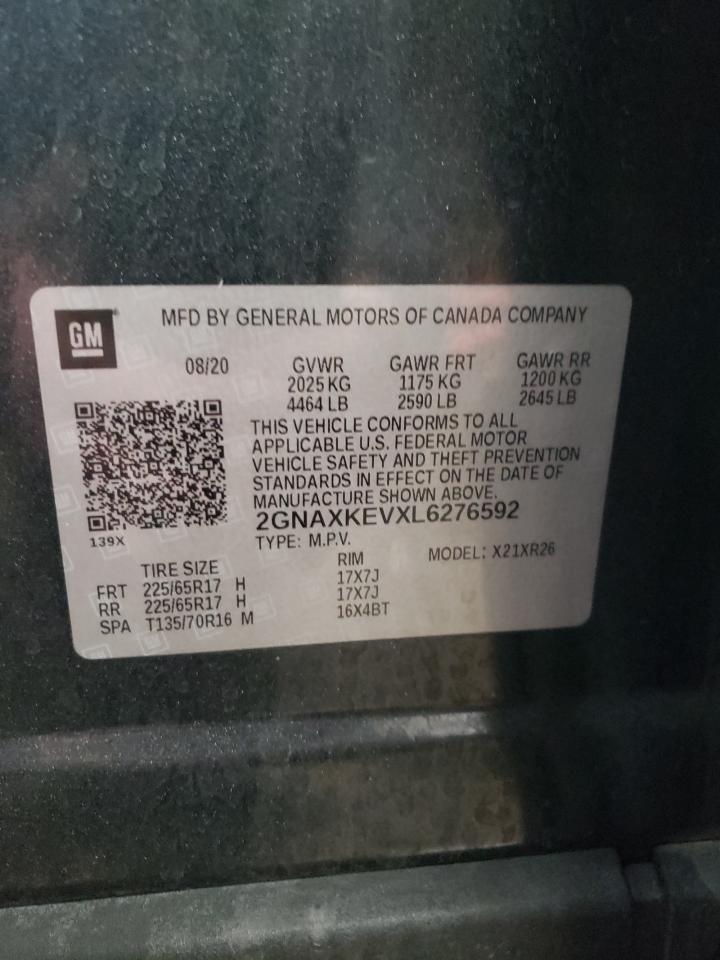 GM
MFD BY GENERAL MOTORS OF CANADA COMPANY
08/20 GVWR GAWR FRT GAWR RR
2025 KG 1175 KG 1200 KG
4464 LB 2590 LB 2645 LB
THIS VEHICLE CONFORMS TO ALL
APPLICABLE U.S. FEDERAL MOTOR
VEHICLE SAFETY AND THEFT PREVENTION
STANDARDS IN EFFECT ON THE DATE OF
MANUFACTURE SHOWN ABOVE.
2GNAXKEVXL6276592
139X
TYPE: M.P.V. MODEL: X21XR26
TIRE SIZE RIM
FRT 225/65R17 H 17X7J
RR 225/65R17 H 17X7J
SPA T135/70R16 M 16X4BT